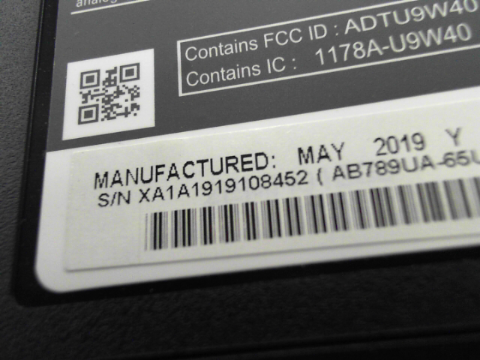 Contains FCC ID : ADTU9W40
Contains IC : 1178A-U9W40
MANUFACTURED: MAY 2019 Y
S/N XA1A1919108452 ( AB789UA-65U